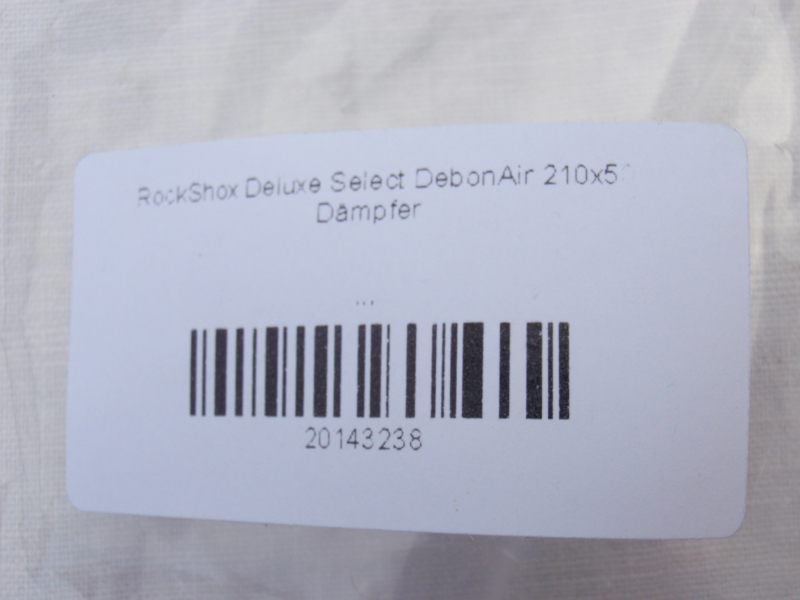 RockShox Deluxe Select DebonAir
Dämpfer
...
20143238